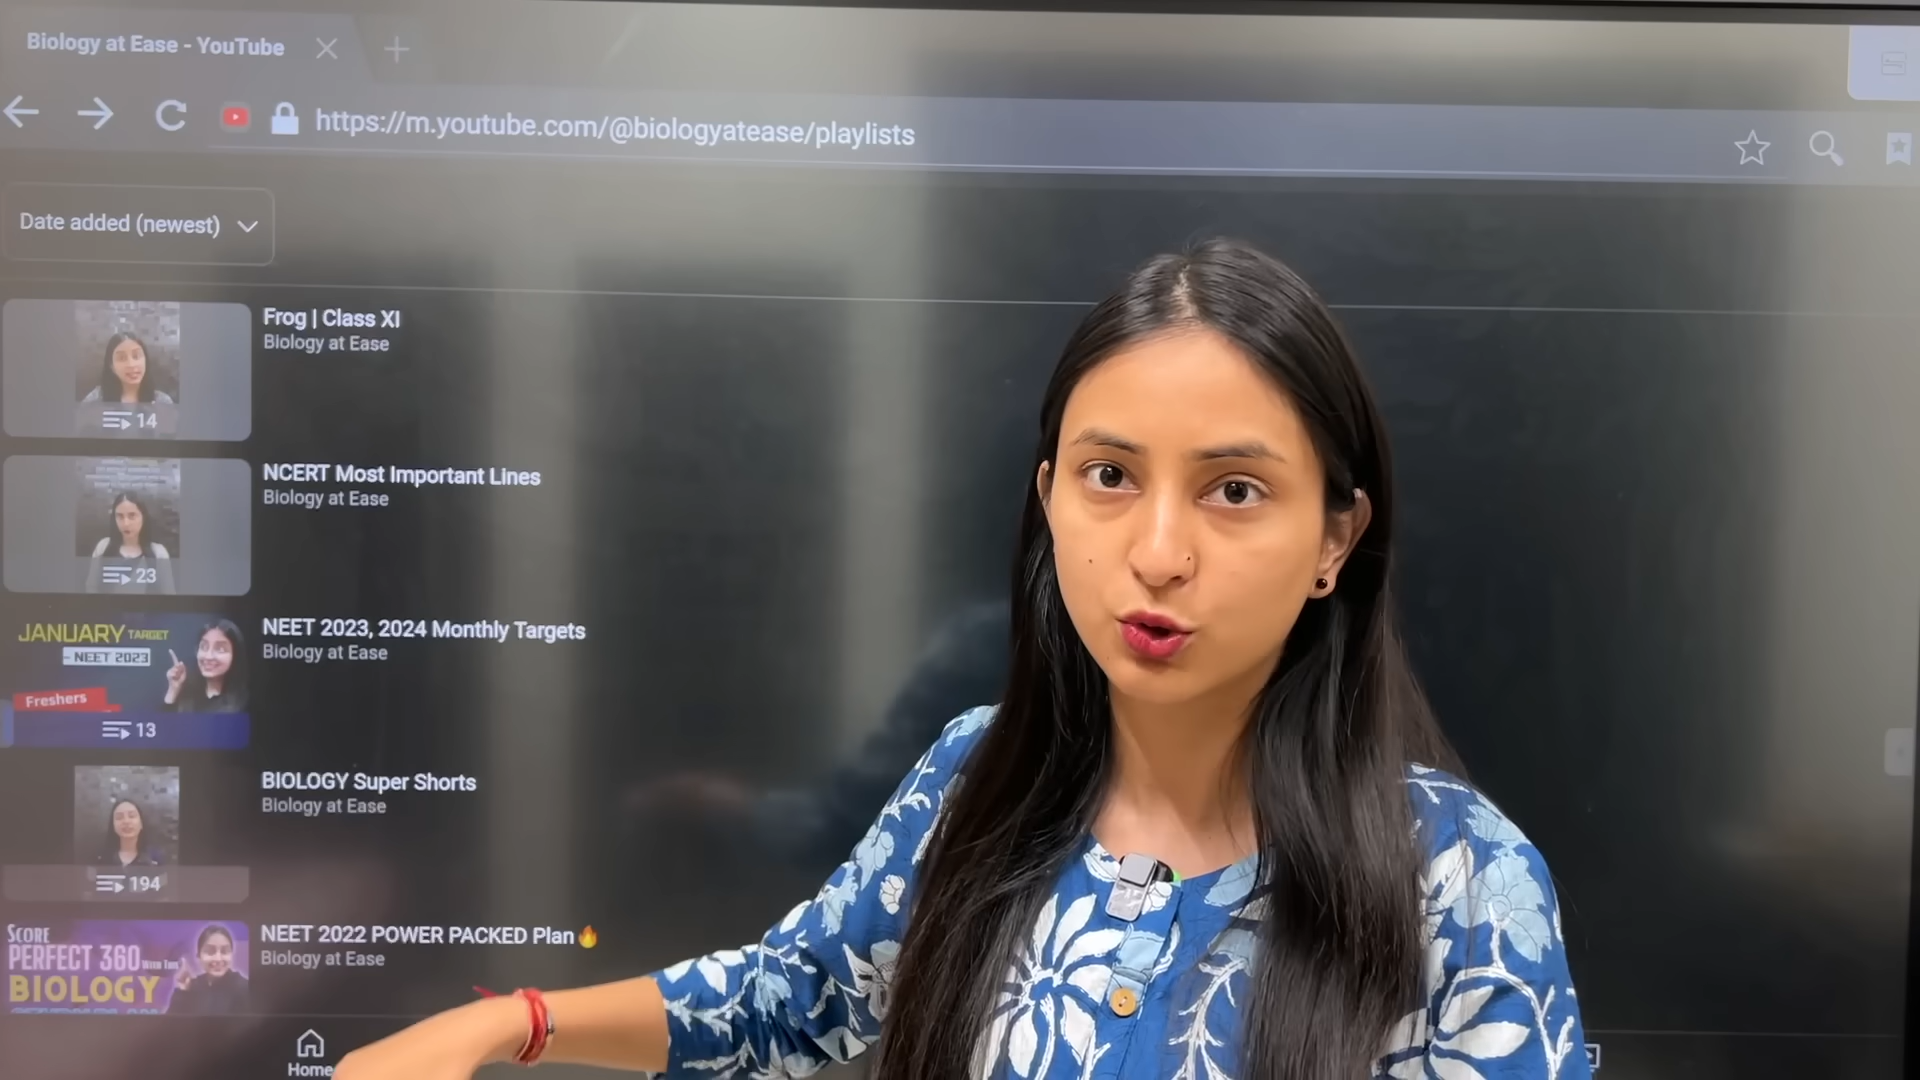 Biology at Ease - YouTube
https://m.youtube.com/@biologyatease/playlists
Date added (newest)
Frog | Class XI
Biology at Ease
14
NCERT Most Important Lines
Biology at Ease
23
JANUARY TARGET
- NEET 2023
Freshers
13
NEET 2023, 2024 Monthly Targets
Biology at Ease
BIOLOGY Super Shorts
Biology at Ease
194
SCORE
PERFECT 360 WITH THIS
BIOLOGY
NEET 2022 POWER PACKED Plan🔥
Biology at Ease
Home